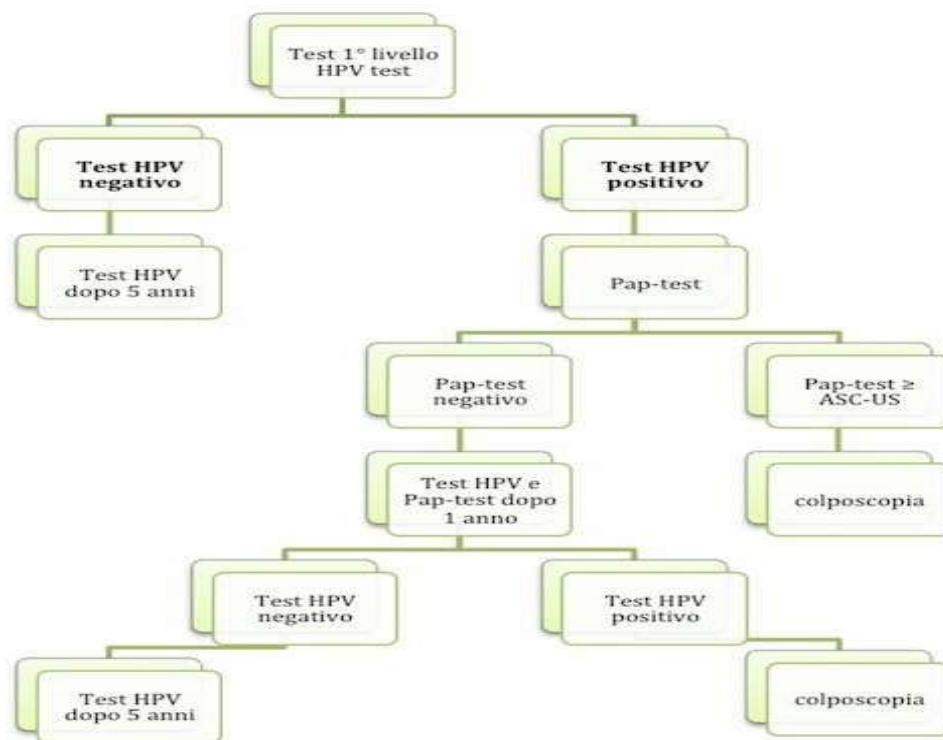 Test 1° livello
HPV test
Test HPV
negativo
Test HPV
positivo
Test HPV
dopo 5 anni
Pap-test
Pap-test
negativo
Pap-test ≥
ASC-US
Test HPV e
Pap-test dopo
1 anno
colposcopia
Test HPV
negativo
Test HPV
positivo
Test HPV
dopo 5 anni
colposcopia